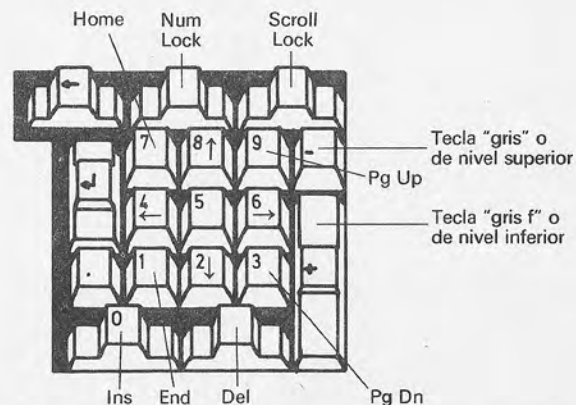 Home
Num
Lock
Scroll
Lock
←
7
8↑
9
-
Tecla "gris" o
de nivel superior
Pg Up
↵
4
←
5
6
→
Tecla "gris f" o
de nivel inferior
.
1
2↓
3
+
0
Ins
End
Del
Pg Dn